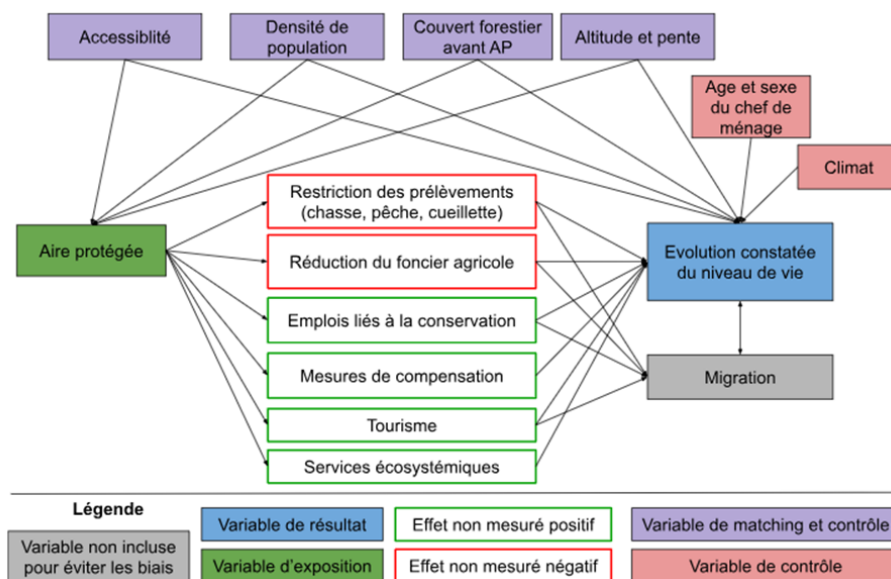 Accessiblité
Densité de
population
Couvert forestier
avant AP
Altitude et pente
Age et sexe
du chef de
ménage
Climat
Restriction des prélèvements
(chasse, pêche, cueillette)
Aire protégée
Réduction du foncier agricole
Evolution constatée
du niveau de vie
Emplois liés à la conservation
Mesures de compensation
Migration
Tourisme
Services écosystémiques
Légende
Variable non incluse
pour éviter les biais
Variable de résultat
Variable d'exposition
Effet non mesuré positif
Effet non mesuré négatif
Variable de matching et contrôle
Variable de contrôle